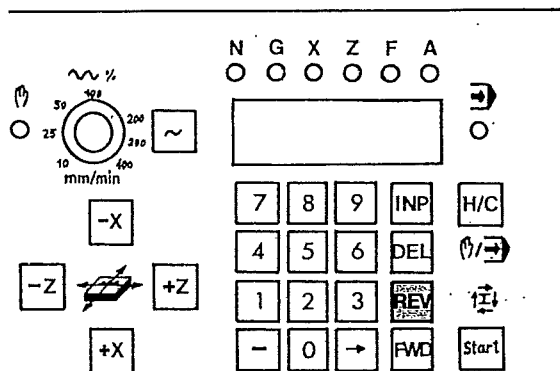 N G X Z F A
%
100
50 200
25 300
10 400
mm/min
~
-X
-Z +Z
+X
7 8 9 INP H/C
4 5 6 DEL
1 2 3 REV
- 0 → FWD Start